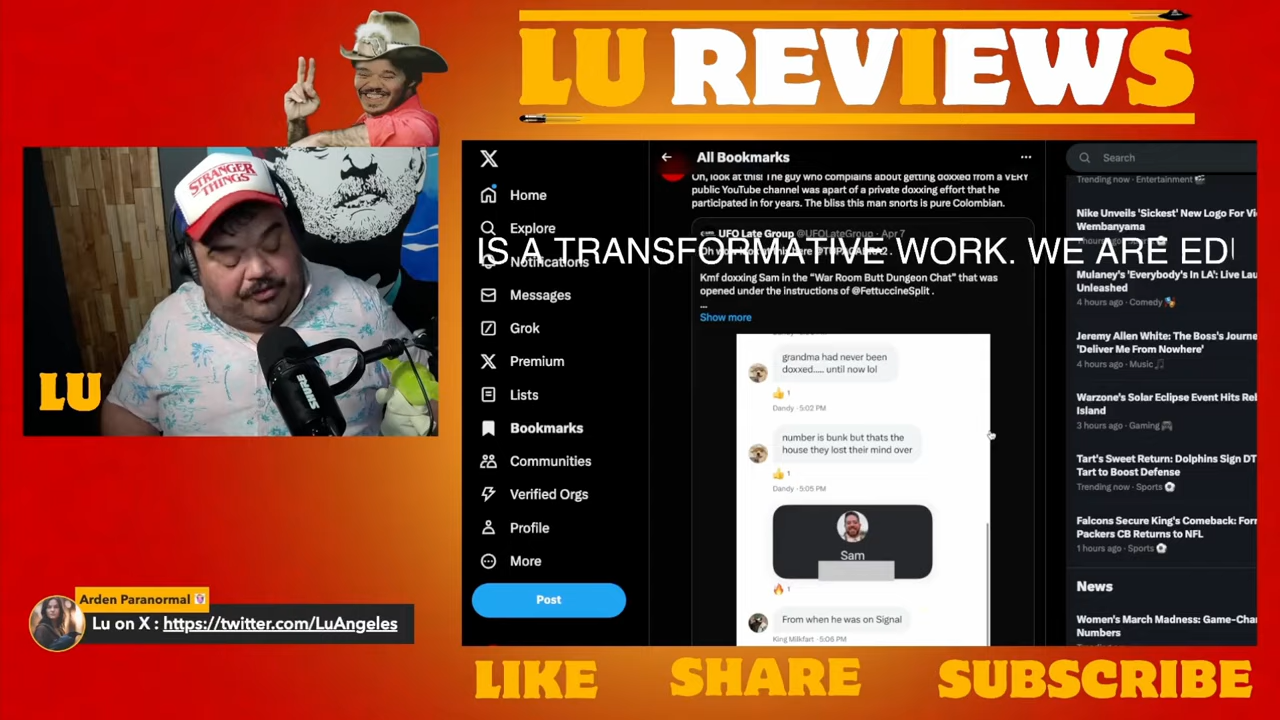 LU REVIEWS
STRANGER
THINGS
SHURE
LU
Arden Paranormal
Lu on X : https://twitter.com/LuAngeles
X
Home
Explore
Notifications
Messages
Grok
Premium
Lists
Bookmarks
Communities
Verified Orgs
Profile
More
Post
All Bookmarks
Oh, look at this! The guy who complains about getting doxxed from a VERY
public YouTube channel was apart of a private doxxing effort that he
participated in for years. The bliss this man snorts is pure Colombian.
UFO Late Group @UFOLateGroup · Apr 7
IS A TRANSFORMATIVE WORK. WE ARE ED
Kmf doxxing Sam in the “War Room Butt Dungeon Chat” that was
opened under the instructions of @FettuccineSplit .
...
Show more
grandma had never been
doxxed..... until now lol
1
Dandy · 5:02 PM
number is bunk but thats the
house they lost their mind over
1
Dandy · 5:05 PM
Sam
1
From when he was on Signal
King Milkfart · 5:06 PM
Search
Trending now · Entertainment
Nike Unveils 'Sickest' New Logo For Vi
Wembanyama
Mulaney's 'Everybody's In LA': Live Lau
Unleashed
4 hours ago · Comedy
Jeremy Allen White: The Boss's Journe
'Deliver Me From Nowhere'
4 hours ago · Music
Warzone's Solar Eclipse Event Hits Rel
Island
3 hours ago · Gaming
Tart's Sweet Return: Dolphins Sign DT
Tart to Boost Defense
Trending now · Sports
Falcons Secure King's Comeback: Forr
Packers CB Returns to NFL
1 hours ago · Sports
News
Women's March Madness: Game-Char
Numbers
LIKE SHARE SUBSCRIBE